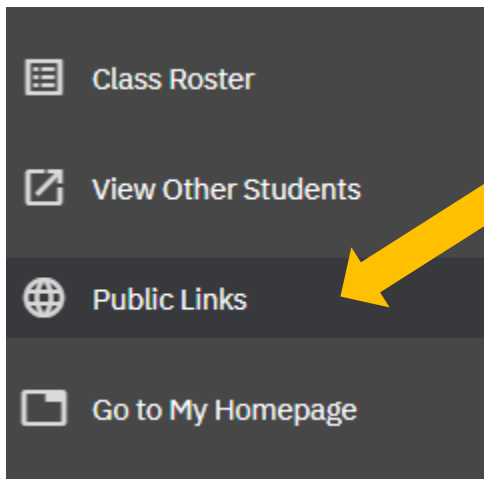 Class Roster
View Other Students
Public Links
Go to My Homepage